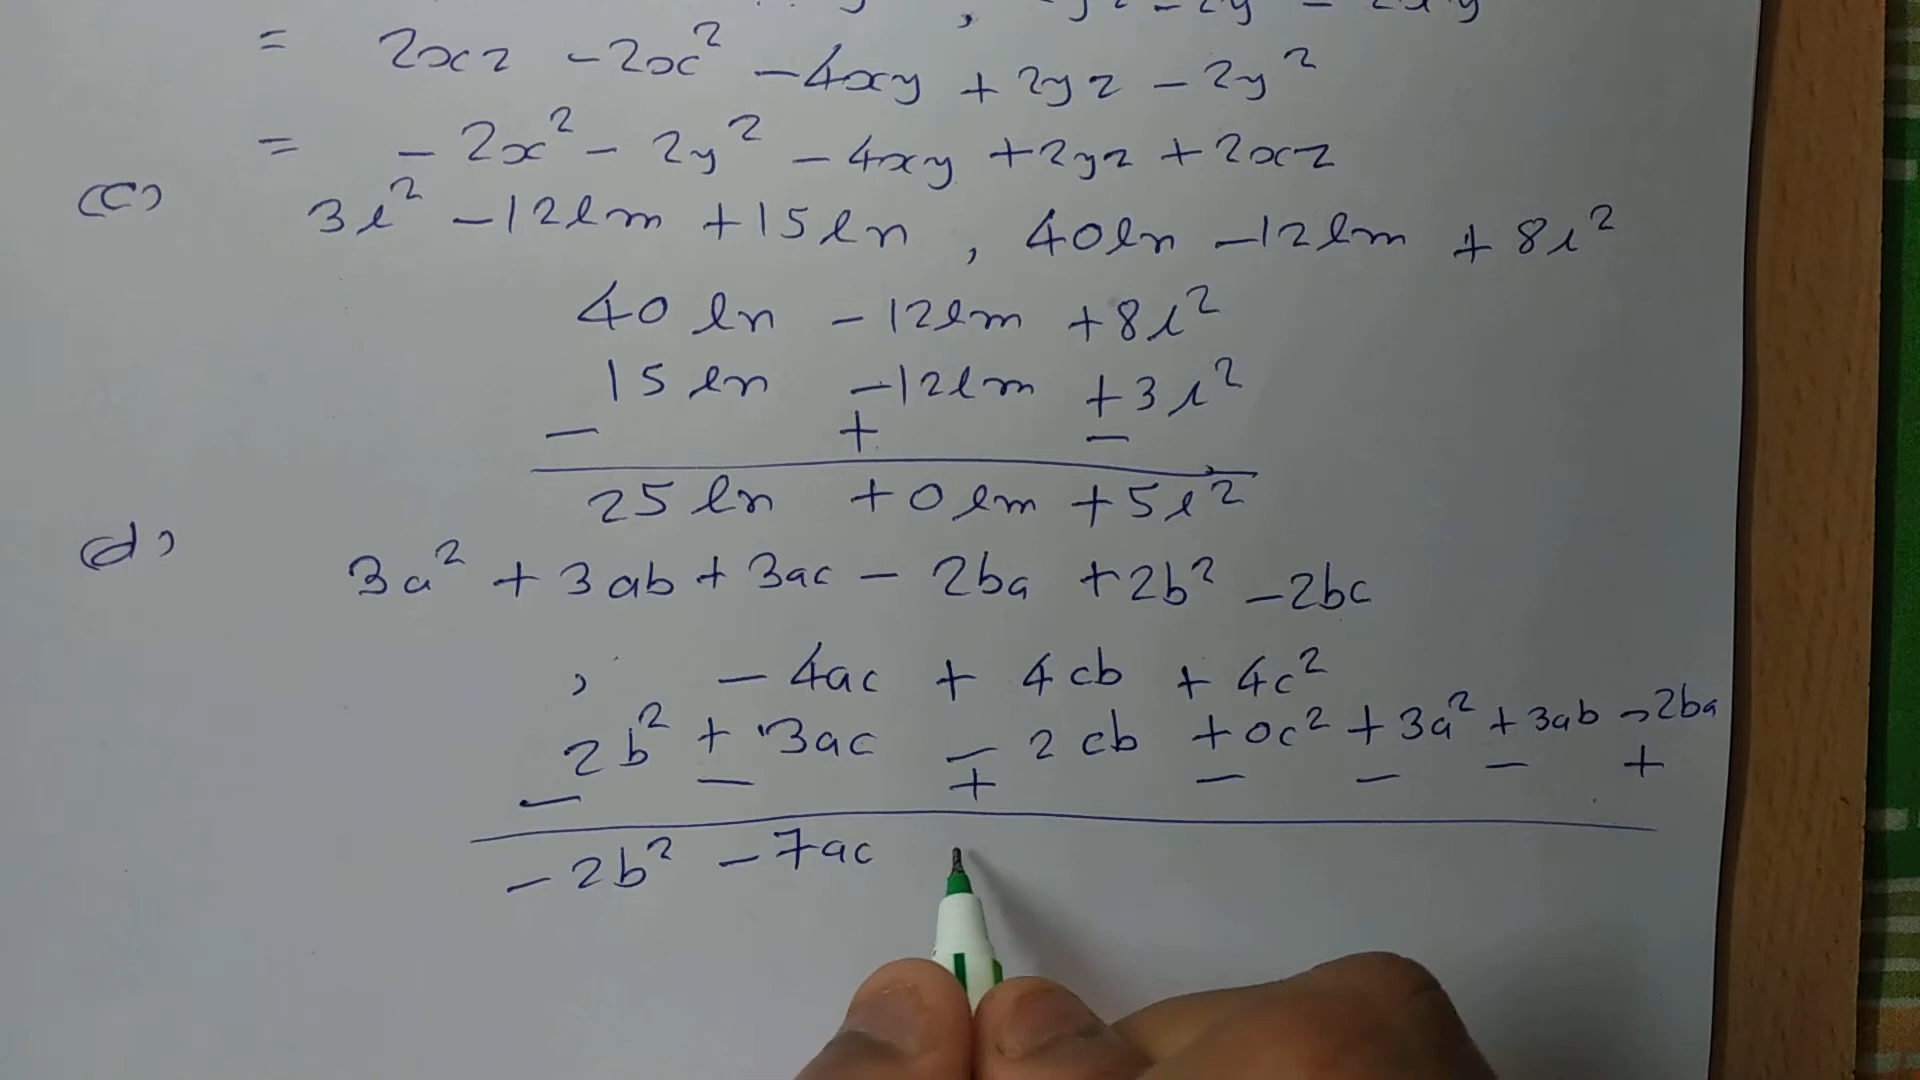 = 2xz - 2x² - 4xy + 2yz - 2y²
= - 2x² - 2y² - 4xy + 2yz + 2xz
(c) 3l² - 12lm + 15ln , 40ln - 12lm + 8l²
40 ln - 12lm + 8l²
15 ln - 12lm + 3l²
- + -
25 ln + 0 lm + 5l²
(d) 3a² + 3ab + 3ac - 2ba + 2b² - 2bc
, - 4ac + 4cb + 4c²
2b² + 3ac - 2cb + 0c² + 3a² + 3ab - 2ba
- - + - - - +
- 2b² - 7ac